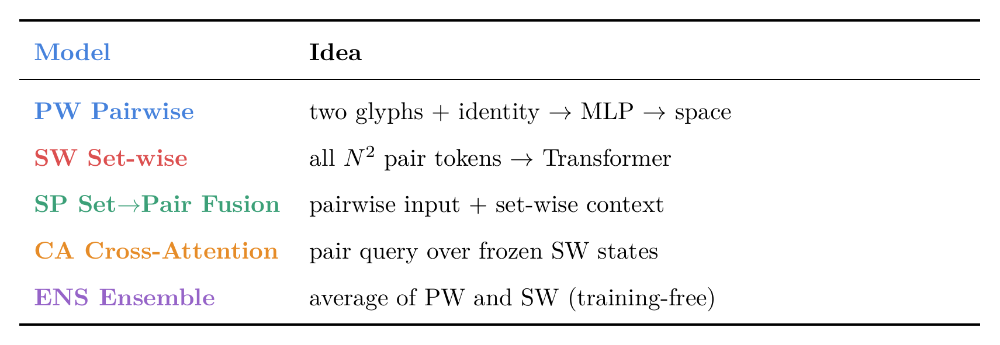 Model Idea
PW Pairwise two glyphs + identity → MLP → space
SW Set-wise all N² pair tokens → Transformer
SP Set→Pair Fusion pairwise input + set-wise context
CA Cross-Attention pair query over frozen SW states
ENS Ensemble average of PW and SW (training-free)